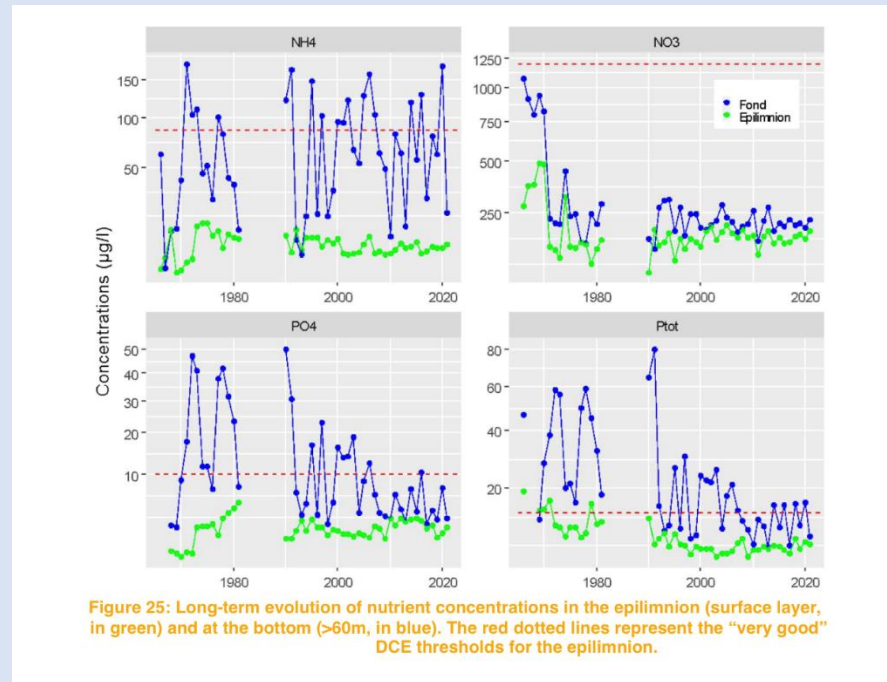 NH4
NO3
150
100
50
1250
1000
750
500
250
Fond
Epilimnion
1980
2000
2020
1980
2000
2020
Concentrations (µg/l)
PO4
Ptot
50
40
30
20
10
80
60
40
20
1980
2000
2020
1980
2000
2020
Figure 25: Long-term evolution of nutrient concentrations in the epilimnion (surface layer,
in green) and at the bottom (>60m, in blue). The red dotted lines represent the “very good”
DCE thresholds for the epilimnion.